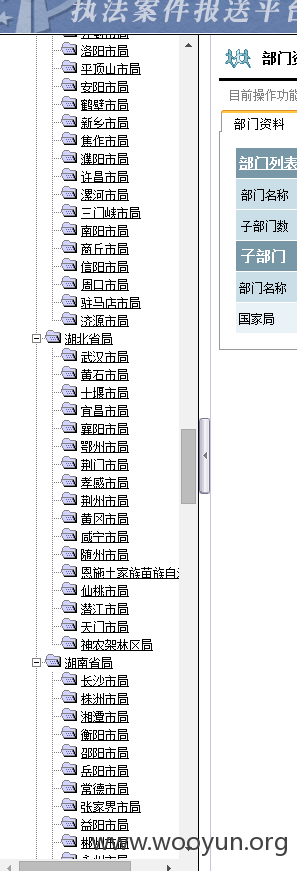 执法案件报送平台
洛阳市局
平顶山市局
安阳市局
鹤壁市局
新乡市局
焦作市局
濮阳市局
许昌市局
漯河市局
三门峡市局
南阳市局
商丘市局
信阳市局
周口市局
驻马店市局
济源市局
湖北省局
武汉市局
黄石市局
十堰市局
宜昌市局
襄阳市局
鄂州市局
荆门市局
孝感市局
荆州市局
黄冈市局
咸宁市局
随州市局
恩施土家族苗族自
仙桃市局
潜江市局
天门市局
神农架林区局
湖南省局
长沙市局
株洲市局
湘潭市局
衡阳市局
邵阳市局
岳阳市局
常德市局
张家界市局
益阳市局
郴州市局
部门
目前操作功能
部门资料
部门列表
部门名称
子部门数
子部门
部门名称
国家局
www.wooyun.org